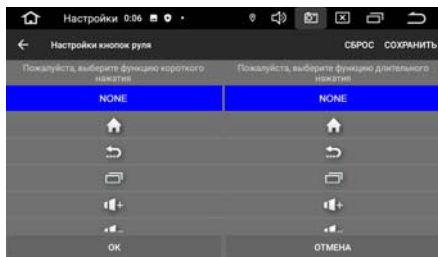 Настройки 0:06
Настройки кнопок руля
СБРОС СОХРАНИТЬ
Пожалуйста, выберите функцию короткого
нажатия
Пожалуйста, выберите функцию длительного
нажатия
NONE
NONE
OK
ОТМЕНА